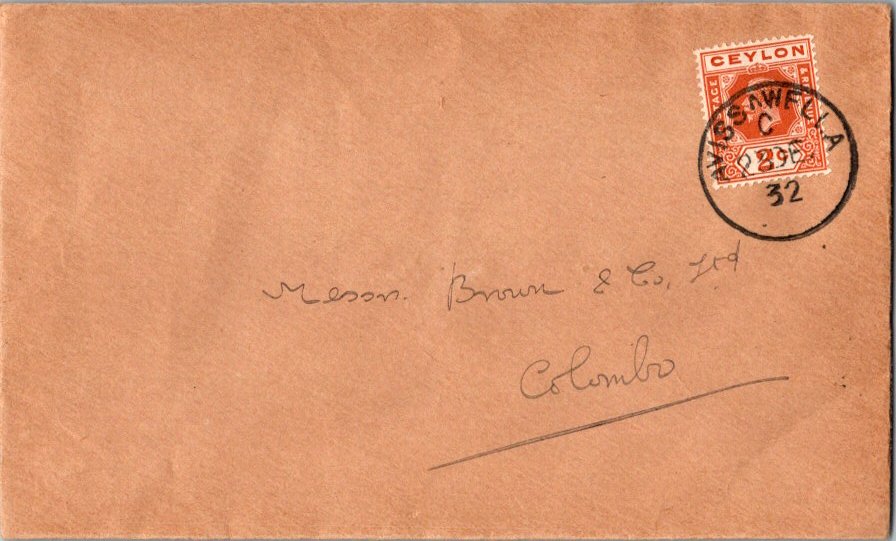 CEYLON
AVISSAWELLA
C
32
Messrs. Brown & Co. Ltd
Colombo